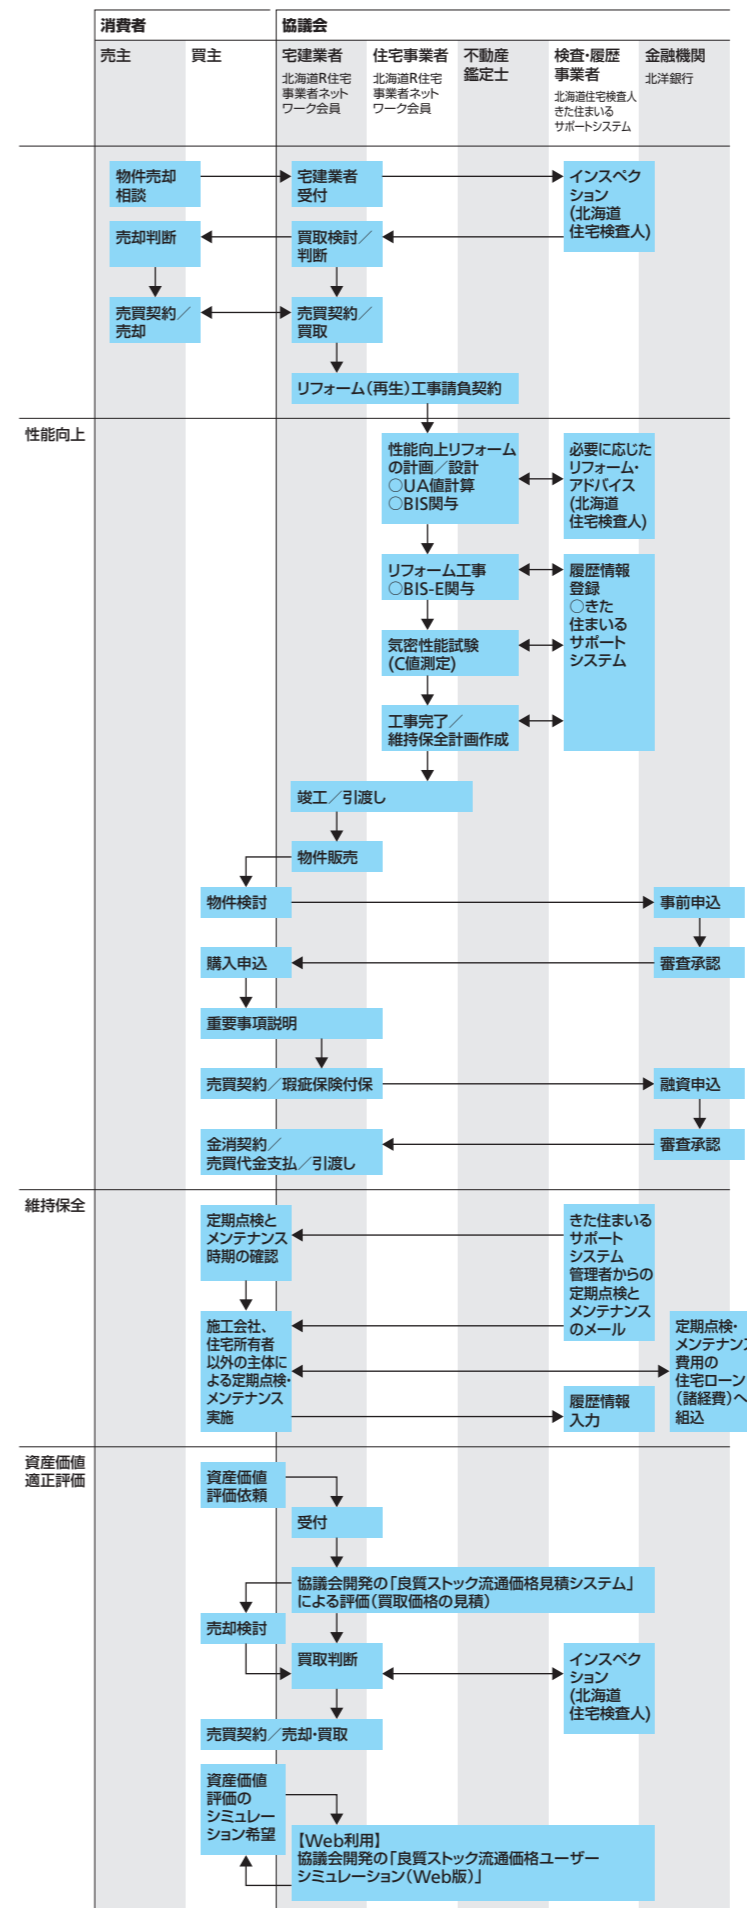 消費者
協議会
売主
買主
宅建業者
北海道R住宅
事業者ネット
ワーク会員
住宅事業者
北海道R住宅
事業者ネット
ワーク会員
不動産
鑑定士
検査・履歴
事業者
北海道住宅検査人
きた住まいる
サポートシステム
金融機関
北洋銀行
物件売却
相談
宅建業者
受付
インスペク
ション
(北海道
住宅検査人)
売却判断
買取検討/
判断
売買契約/
売却
売買契約/
買取
リフォーム(再生)工事請負契約
性能向上
性能向上リフォーム
の計画/設計
○UA値計算
○BIS関与
必要に応じた
リフォーム・
アドバイス
(北海道
住宅検査人)
リフォーム工事
○BIS-E関与
履歴情報
登録
○きた
住まいる
サポート
システム
気密性能試験
(C値測定)
工事完了/
維持保全計画作成
竣工/引渡し
物件販売
物件検討
事前申込
購入申込
審査承認
重要事項説明
売買契約/瑕疵保険付保
融資申込
金消契約/
売買代金支払/引渡し
審査承認
維持保全
定期点検と
メンテナンス
時期の確認
きた住まいる
サポート
システム
管理者からの
定期点検と
メンテナンス
のメール
施工会社、
住宅所有者
以外の主体に
よる定期点検・
メンテナンス
実施
定期点検・
メンテナンス
費用の
住宅ローン
(諸経費)へ
組込
履歴情報
入力
資産価値
適正評価
資産価値
評価依頼
受付
協議会開発の「良質ストック流通価格見積システム」
による評価(買取価格の見積)
売却検討
買取判断
インスペク
ション
(北海道
住宅検査人)
売買契約/売却・買取
資産価値
評価の
シミュレー
ション希望
【Web利用】
協議会開発の「良質ストック流通価格ユーザー
シミュレーション(Web版)」